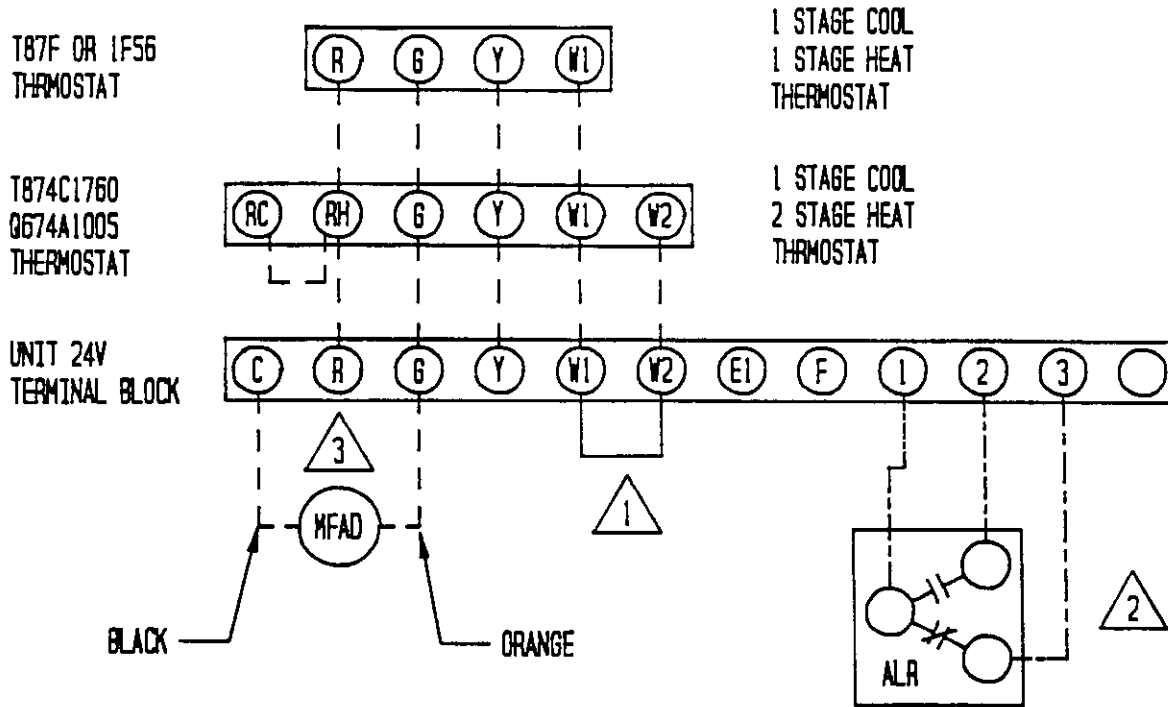 T87F OR 1F56
THRMOSTAT
R G Y W1
1 STAGE COOL
1 STAGE HEAT
THERMOSTAT
T874C1760
Q674A1005
THERMOSTAT
RC RH G Y W1 W2
1 STAGE COOL
2 STAGE HEAT
THRMOSTAT
UNIT 24V
TERMINAL BLOCK
C R G Y W1 W2 E1 F 1 2 3
3
MFAD
1
2
BLACK
ORANGE
ALR